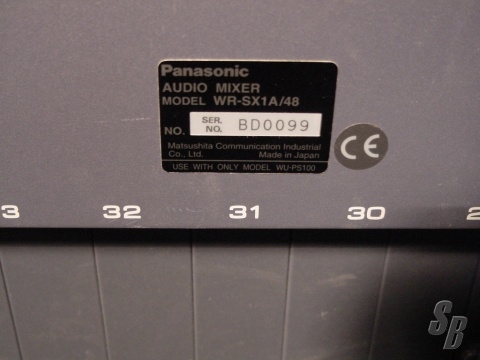 Panasonic
AUDIO MIXER
MODEL WR-SX1A/48
NO. SER. NO. BD0099
Matsushita Communication Industrial
Co., Ltd. Made in Japan
USE WITH ONLY MODEL WU-PS100
CE
3 32 31 30 2
SB